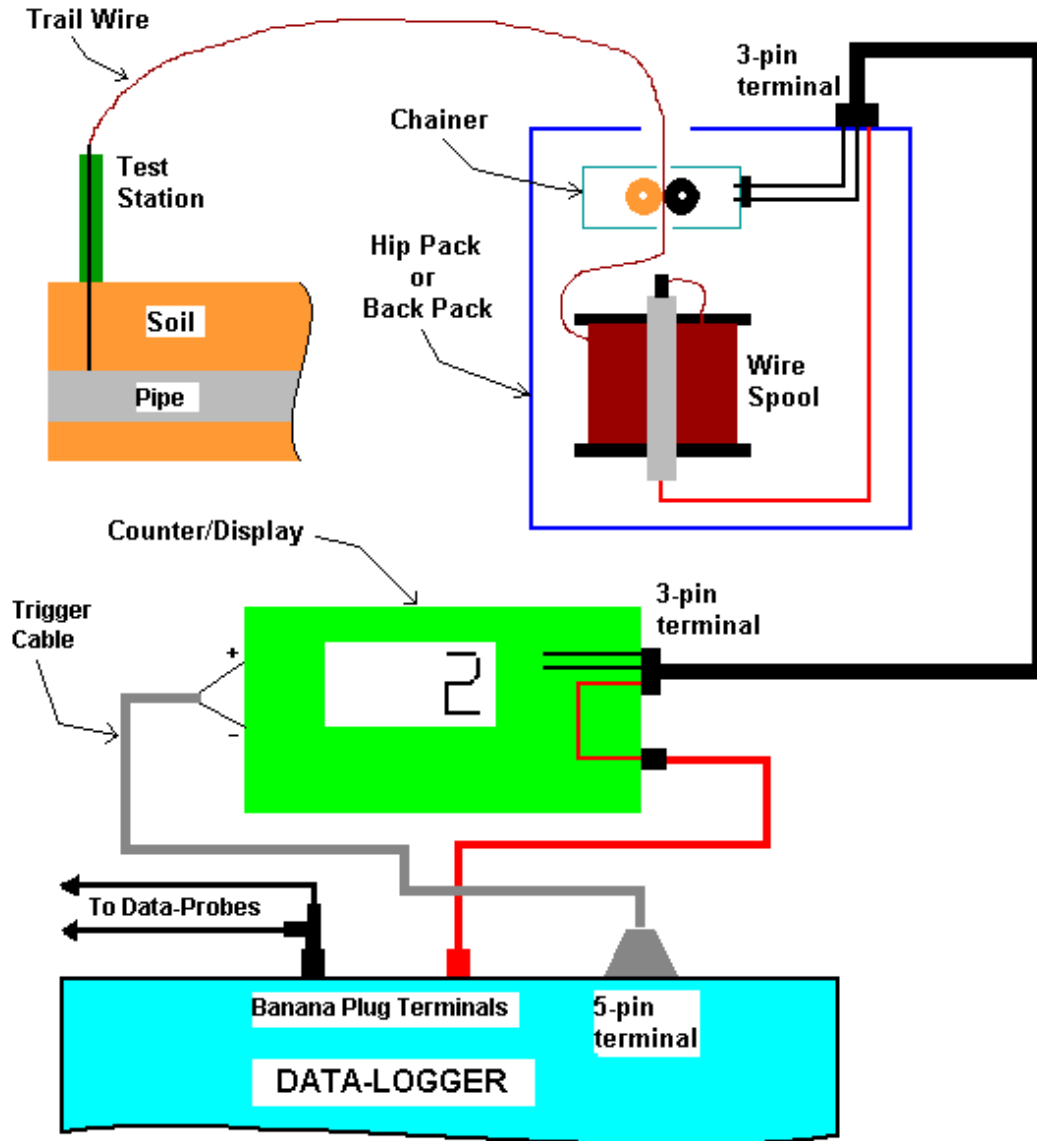 Trail Wire
3-pin
terminal
Chainer
Test
Station
Hip Pack
or
Back Pack
Soil
Wire
Spool
Pipe
Counter/Display
3-pin
terminal
Trigger
Cable
+
2
–
To Data-Probes
Banana Plug Terminals
5-pin
terminal
DATA-LOGGER